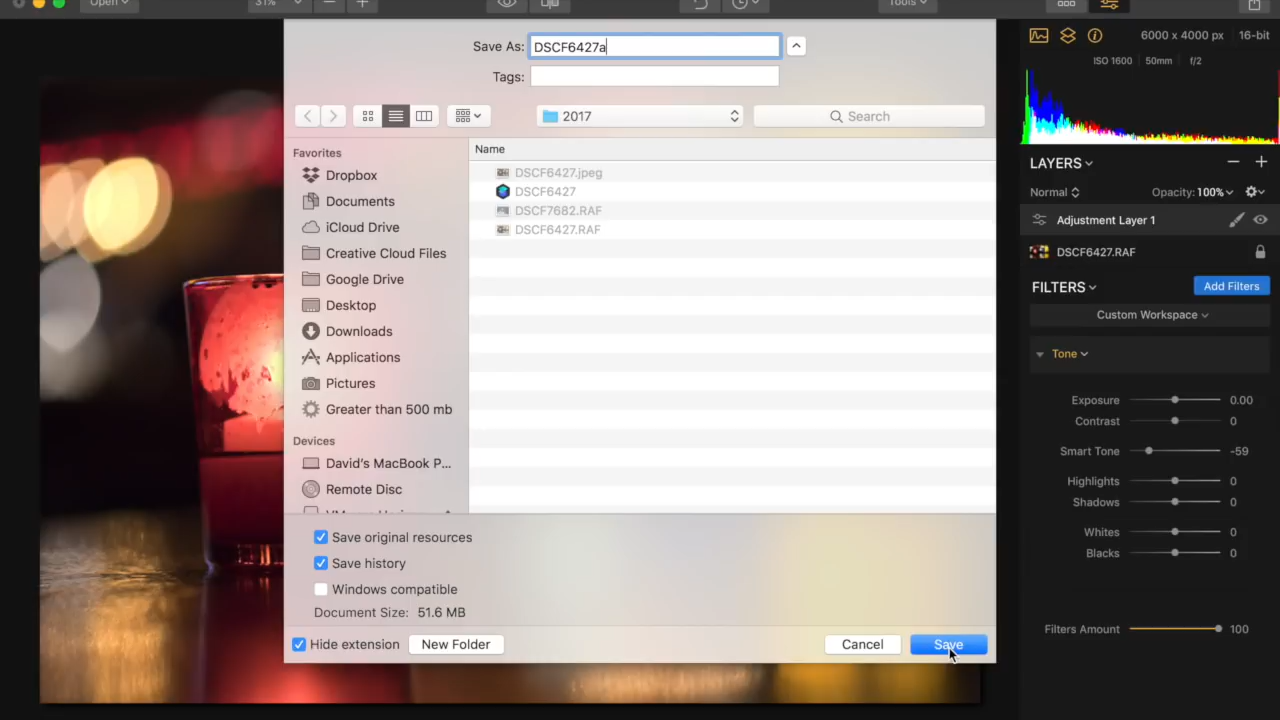 Open
31%
Tools
Save As: DSCF6427a
6000 x 4000 px 16-bit
ISO 1600 50mm f/2
Tags:
2017
Search
Favorites
Dropbox
Documents
iCloud Drive
Creative Cloud Files
Google Drive
Desktop
Downloads
Applications
Pictures
Greater than 500 mb
Devices
David's MacBook P...
Remote Disc
Name
DSCF6427.jpeg
DSCF6427
DSCF7682.RAF
DSCF6427.RAF
Save original resources
Save history
Windows compatible
Document Size: 51.6 MB
Hide extension
New Folder
Cancel
Save
LAYERS
Normal Opacity: 100%
Adjustment Layer 1
DSCF6427.RAF
FILTERS Add Filters
Custom Workspace
Tone
Exposure 0.00
Contrast 0
Smart Tone -59
Highlights 0
Shadows 0
Whites 0
Blacks 0
Filters Amount 100